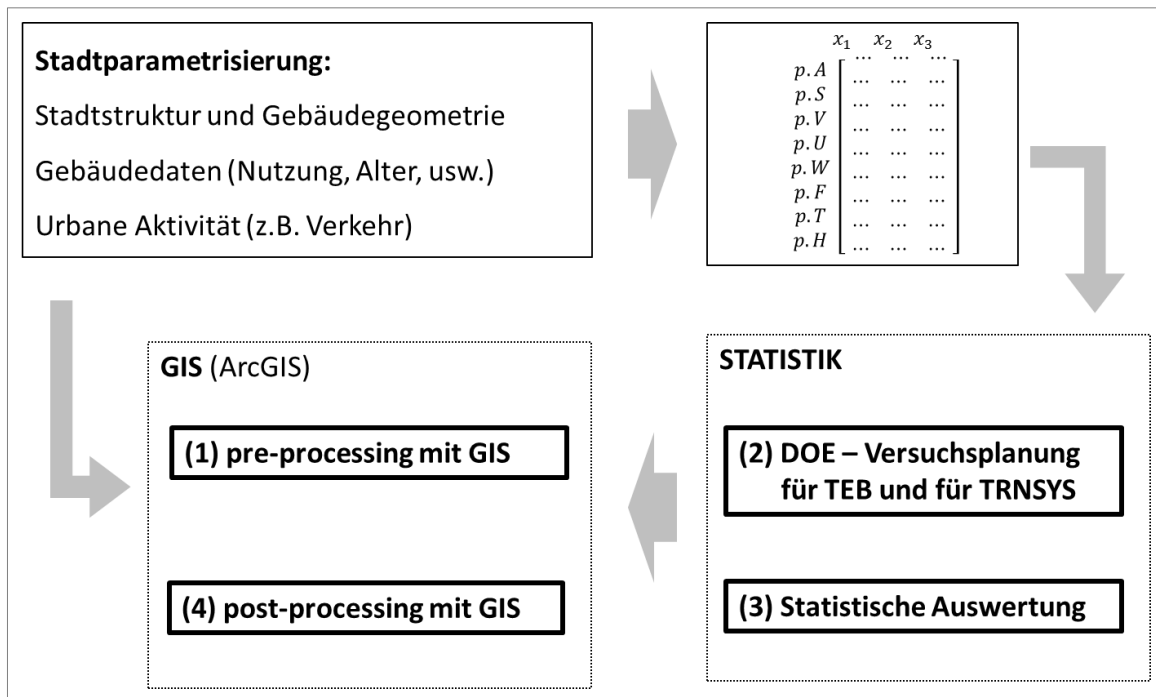 Stadtparametrisierung:
Stadtstruktur und Gebäudegeometrie
Gebäudedaten (Nutzung, Alter, usw.)
Urbane Aktivität (z.B. Verkehr)
x₁ x₂ x₃
... ... ...
p.A ... ... ...
p.S ... ... ...
p.V ... ... ...
p.U ... ... ...
p.W ... ... ...
p.F ... ... ...
p.T ... ... ...
p.H ... ... ...
GIS (ArcGIS)
(1) pre-processing mit GIS
(4) post-processing mit GIS
STATISTIK
(2) DOE – Versuchsplanung
für TEB und für TRNSYS
(3) Statistische Auswertung